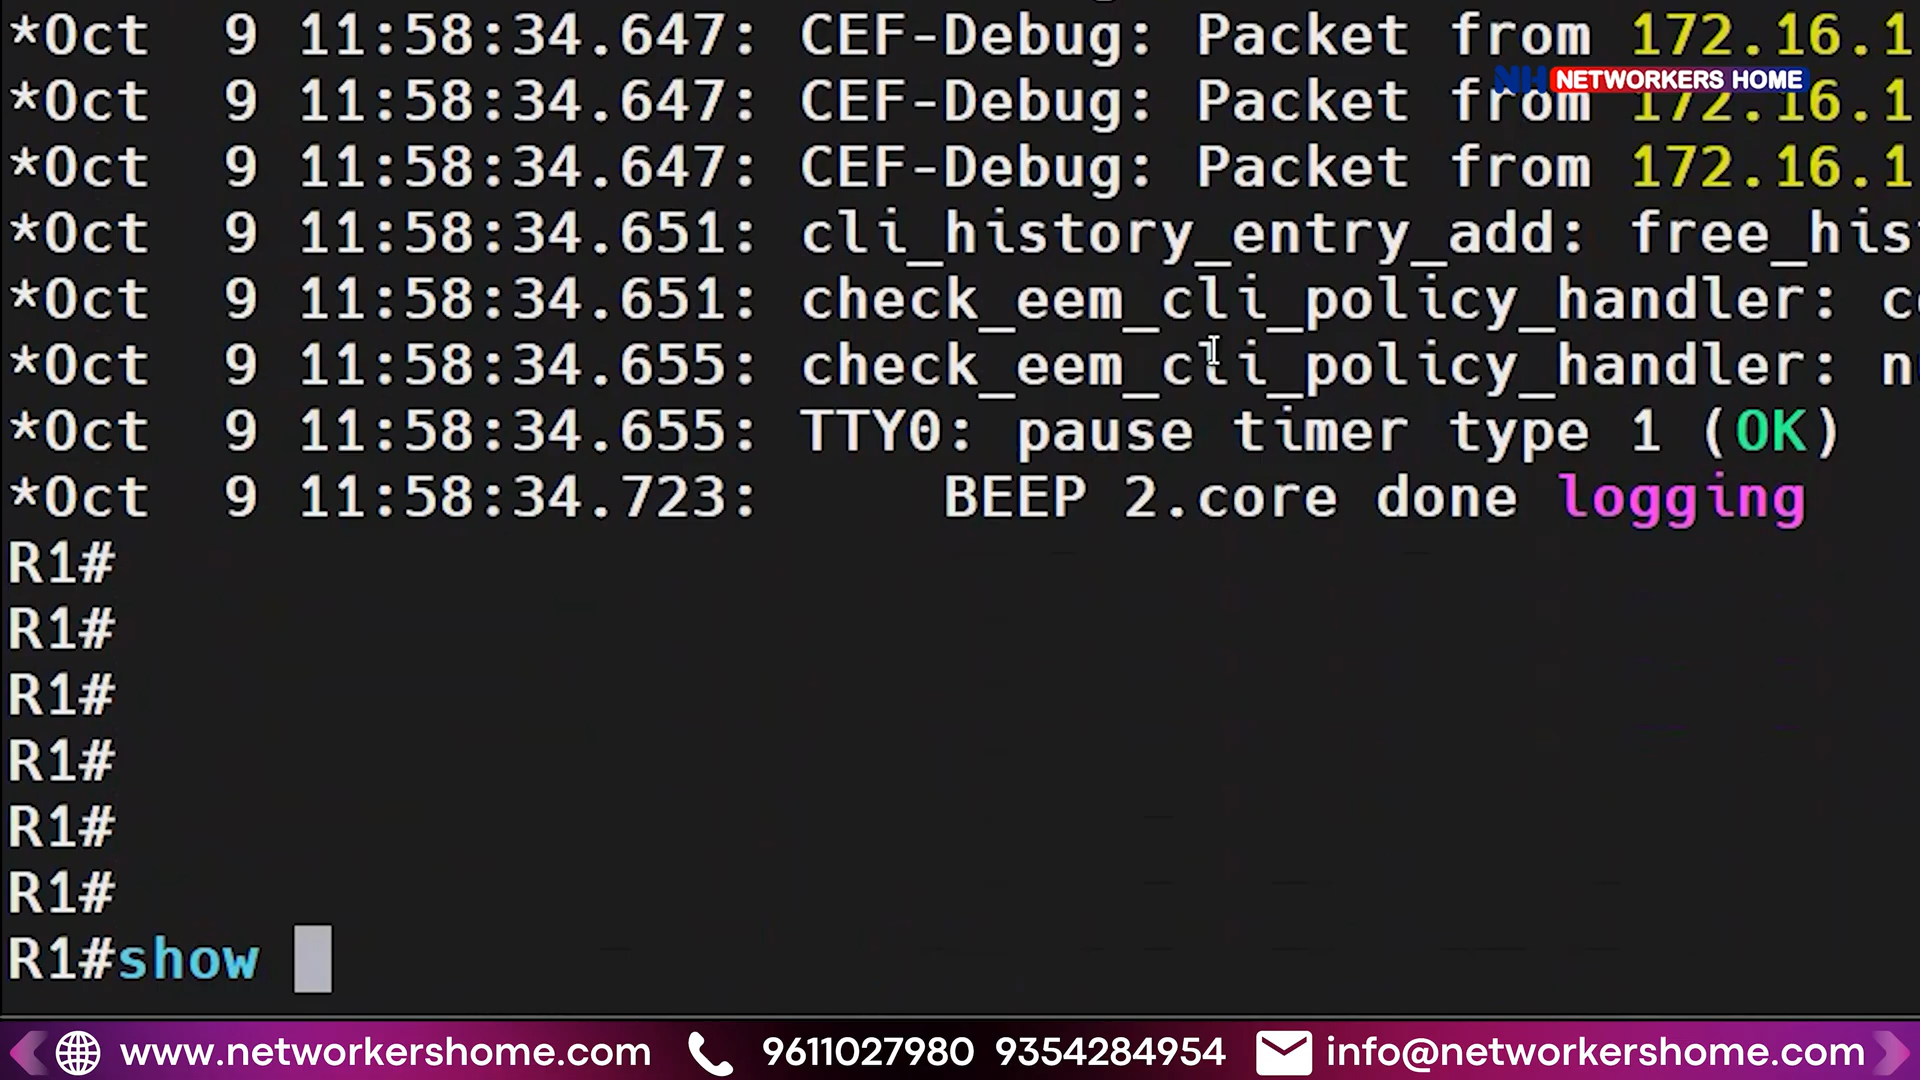 *Oct  9 11:58:34.647: CEF-Debug: Packet from 172.16.1
NH NETWORKERS HOME
*Oct  9 11:58:34.647: CEF-Debug: Packet from 172.16.1
*Oct  9 11:58:34.647: CEF-Debug: Packet from 172.16.1
*Oct  9 11:58:34.651: cli_history_entry_add: free_his
*Oct  9 11:58:34.651: check_eem_cli_policy_handler: c
*Oct  9 11:58:34.655: check_eem_cli_policy_handler: n
*Oct  9 11:58:34.655: TTY0: pause timer type 1 (OK)
*Oct  9 11:58:34.723:     BEEP 2.core done logging
R1#
R1#
R1#
R1#
R1#
R1#
R1#show
www.networkershome.com 9611027980 9354284954 info@networkershome.com